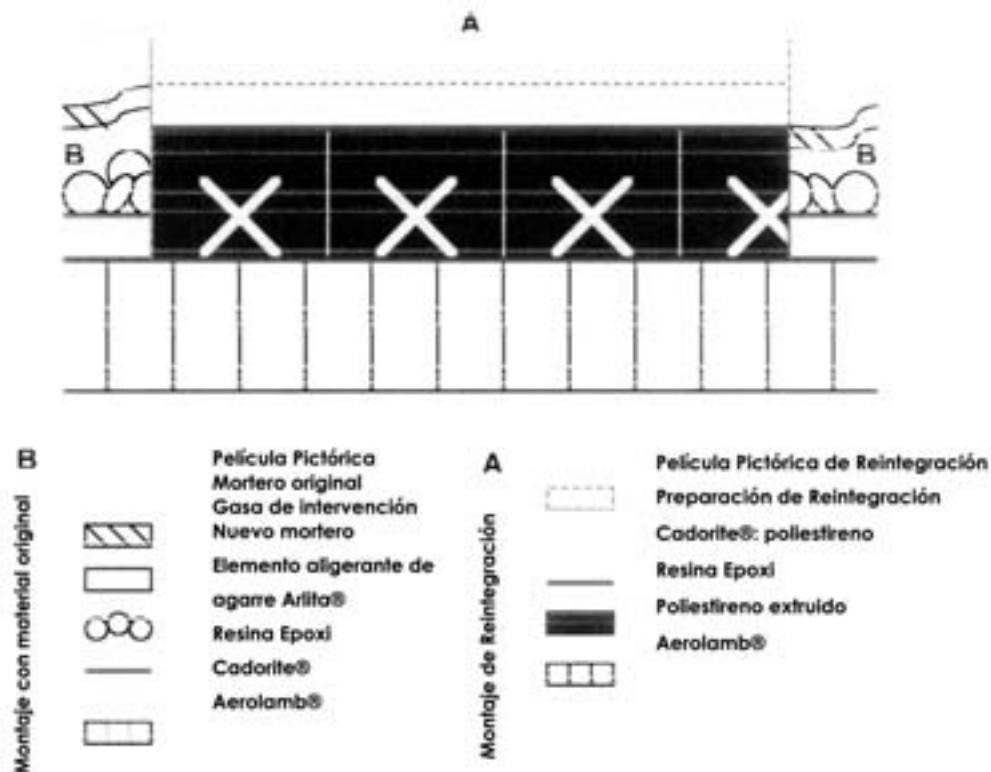 A
B
B
B
Montaje con material original
Película Pictórica
Mortero original
Gasa de intervención
Nuevo mortero
Elemento aligerante de
agarre Arlita®
Resina Epoxi
Cadorite®
Aerolamb®
A
Montaje de Reintegración
Película Pictórica de Reintegración
Preparación de Reintegración
Cadorite®: poliestireno
Resina Epoxi
Poliestireno extruido
Aerolamb®